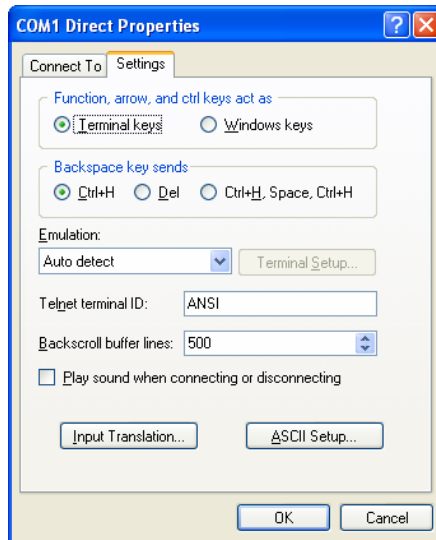 COM1 Direct Properties
Connect To Settings
Function, arrow, and ctrl keys act as
Terminal keys Windows keys
Backspace key sends
Ctrl+H Del Ctrl+H, Space, Ctrl+H
Emulation:
Auto detect Terminal Setup...
Telnet terminal ID: ANSI
Backscroll buffer lines: 500
Play sound when connecting or disconnecting
Input Translation... ASCII Setup...
OK Cancel